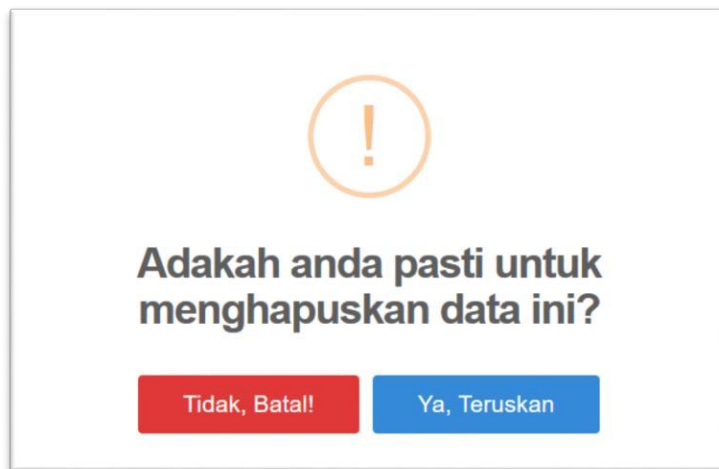 !
Adakah anda pasti untuk
menghapuskan data ini?
Tidak, Batal!
Ya, Teruskan